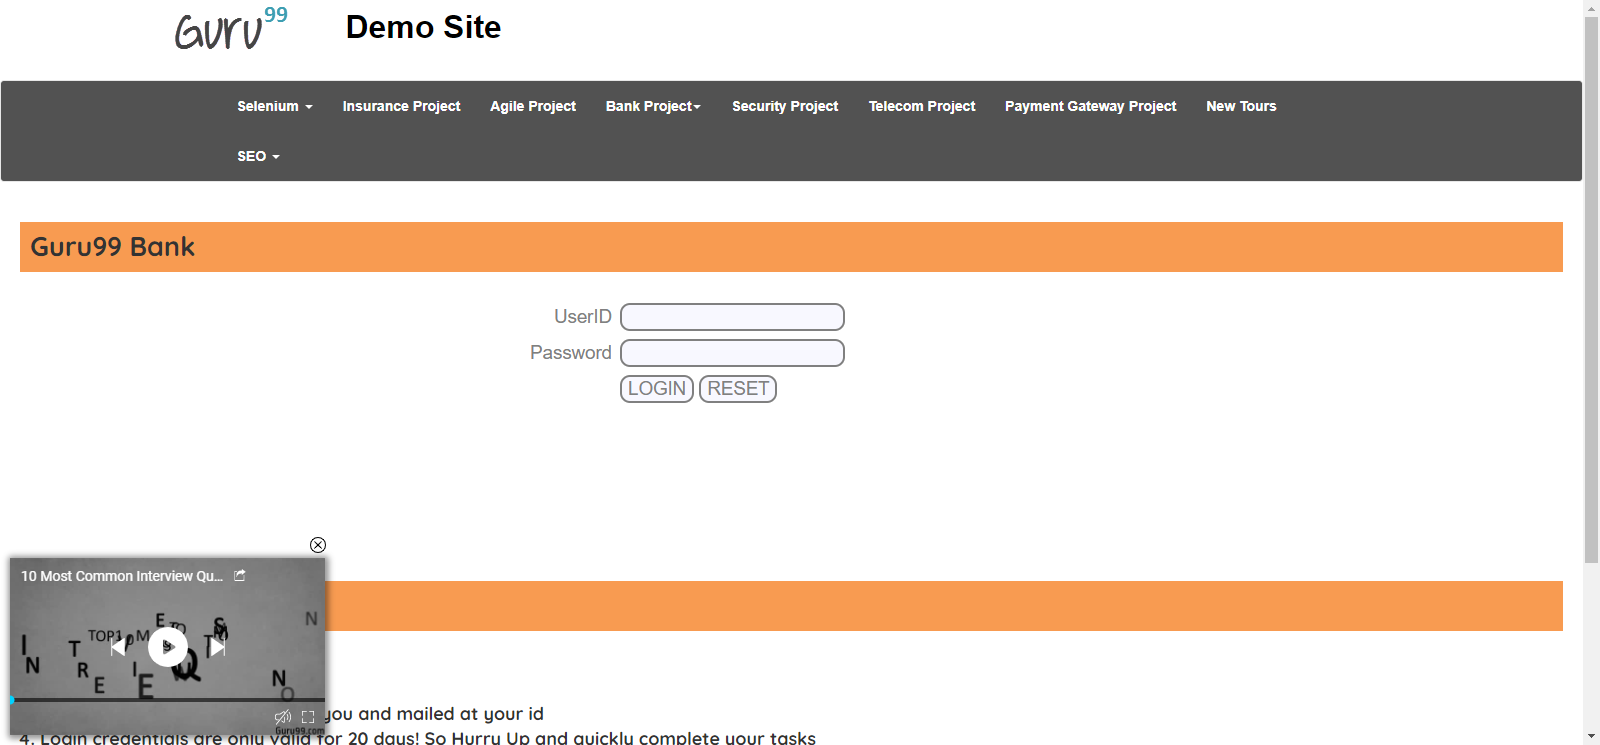 Guru99
Demo Site
Selenium Insurance Project Agile Project Bank Project Security Project Telecom Project Payment Gateway Project New Tours
SEO
Guru99 Bank
UserID
Password
LOGIN RESET
10 Most Common Interview Qu...
TOP10
Guru99.com
you and mailed at your id
4. Login credentials are only valid for 20 days! So Hurry Up and quickly complete your tasks